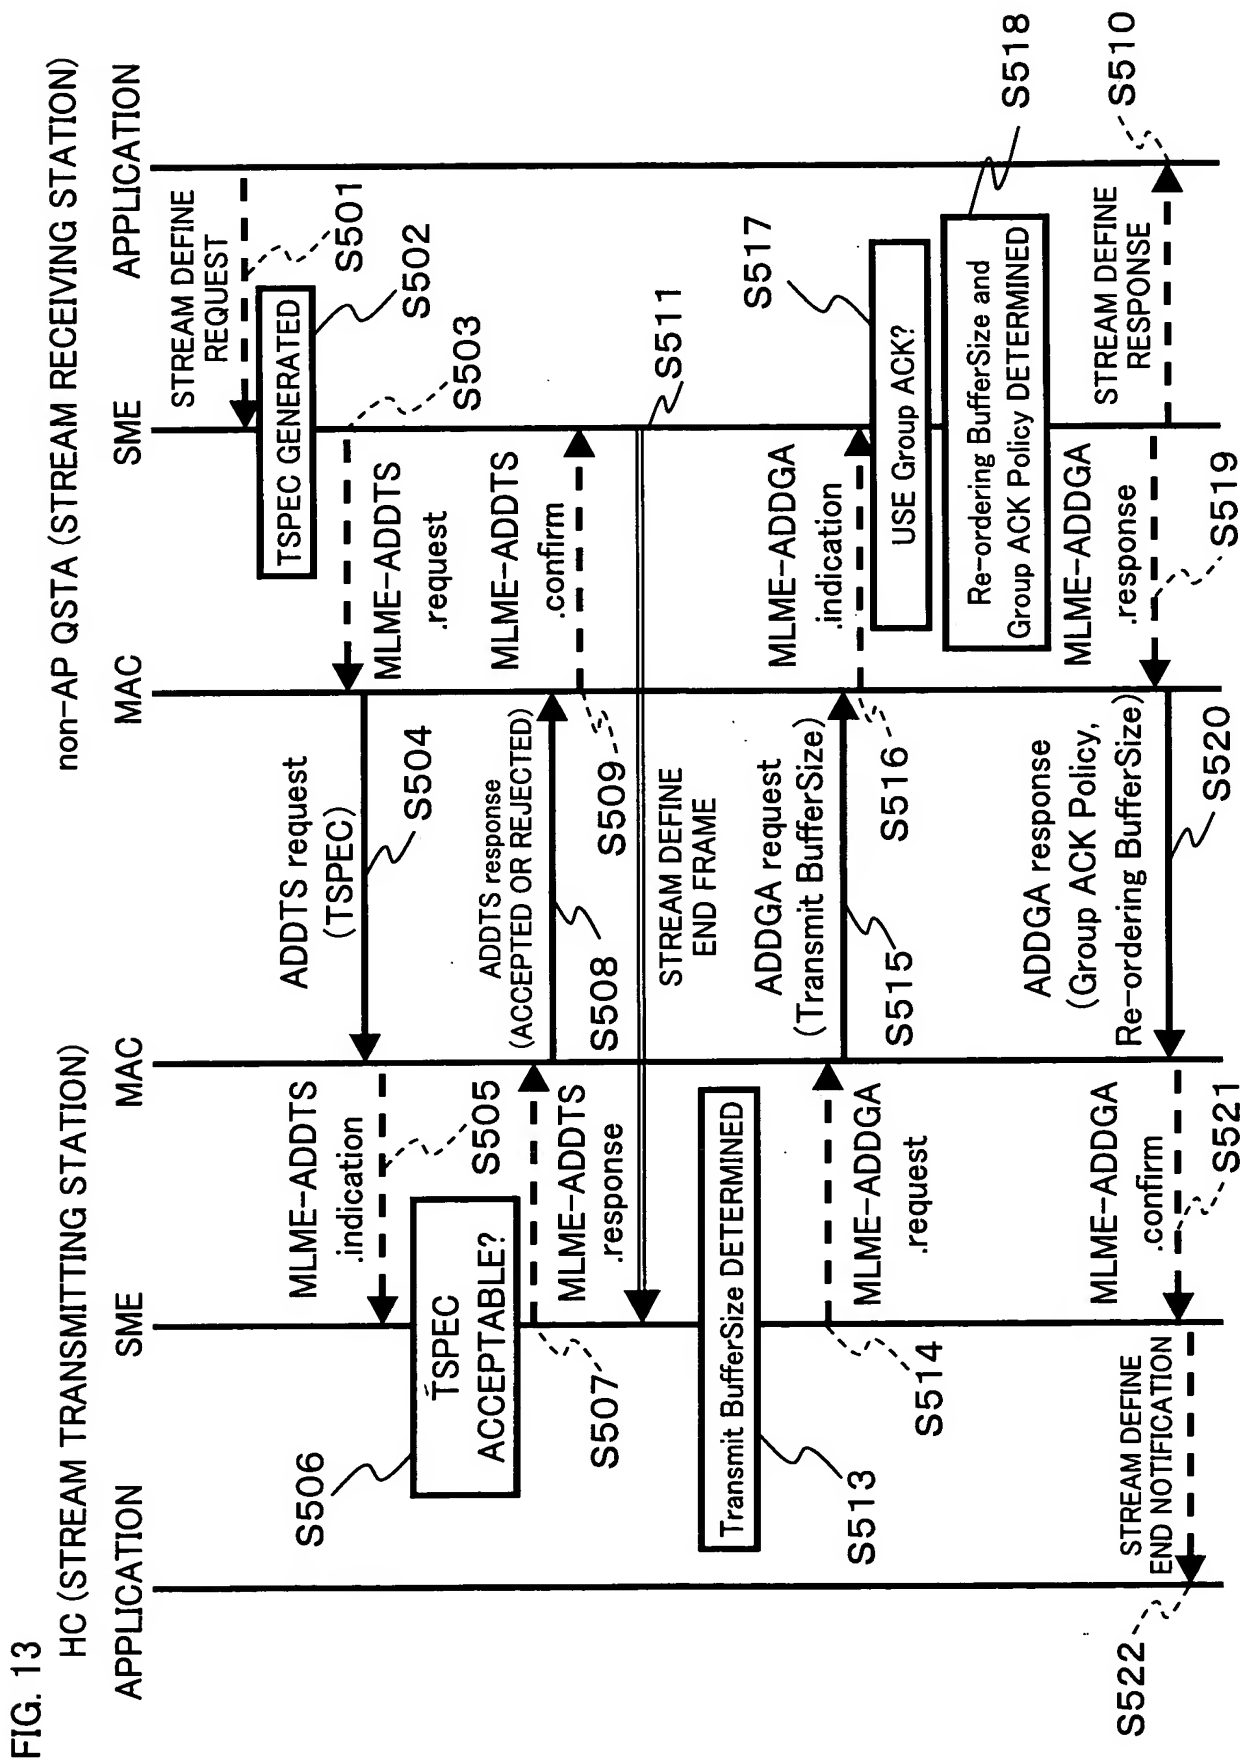 FIG. 13
HC (STREAM TRANSMITTING STATION)
non-AP QSTA (STREAM RECEIVING STATION)
APPLICATION
SME
MAC
MAC
SME
APPLICATION
STREAM DEFINE
REQUEST
S501
TSPEC GENERATED
S502
S503
MLME-ADDTS
.request
ADDTS request
(TSPEC)
S504
MLME-ADDTS
.indication
S505
S506
TSPEC
ACCEPTABLE?
S507
MLME-ADDTS
.response
ADDTS response
(ACCEPTED OR REJECTED)
S508
MLME-ADDTS
.confirm
S509
S511
STREAM DEFINE
END FRAME
Transmit BufferSize DETERMINED
S513
S514
MLME-ADDGA
.request
ADDGA request
(Transmit BufferSize)
S515
MLME-ADDGA
.indication
S516
S517
USE Group ACK?
Re-ordering BufferSize and
Group ACK Policy DETERMINED
S518
MLME-ADDGA
.response
S519
STREAM DEFINE
RESPONSE
S510
ADDGA response
(Group ACK Policy,
Re-ordering BufferSize)
S520
MLME-ADDGA
.confirm
S521
STREAM DEFINE
END NOTIFICATION
S522